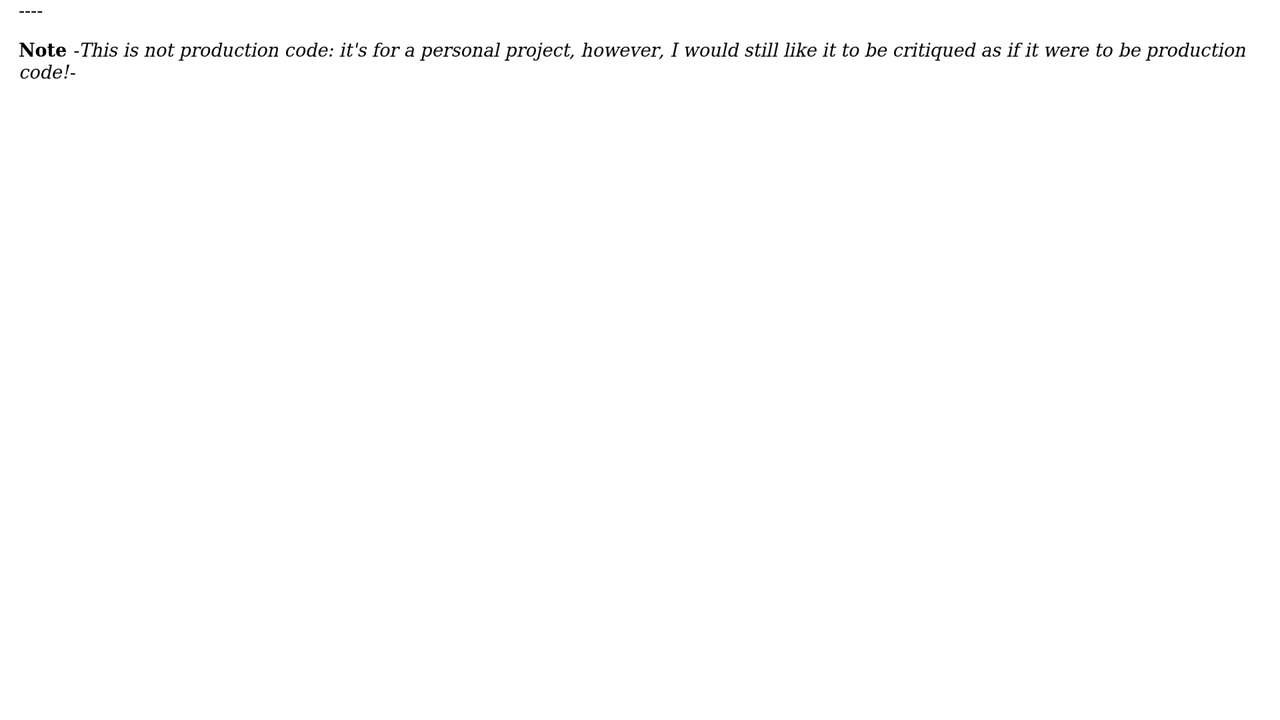 ----
Note -This is not production code: it's for a personal project, however, I would still like it to be critiqued as if it were to be production
code!-